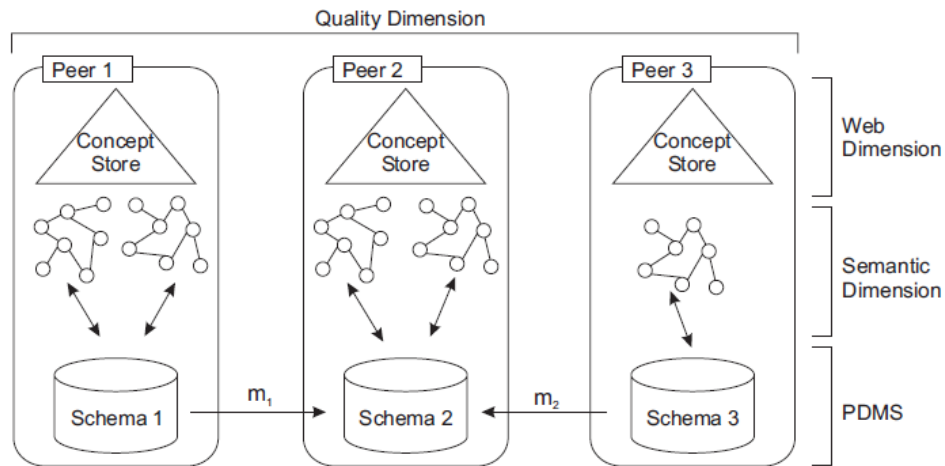 Quality Dimension
Peer 1
Peer 2
Peer 3
Concept
Store
Concept
Store
Concept
Store
Web
Dimension
Semantic
Dimension
Schema 1
m1
Schema 2
m2
Schema 3
PDMS